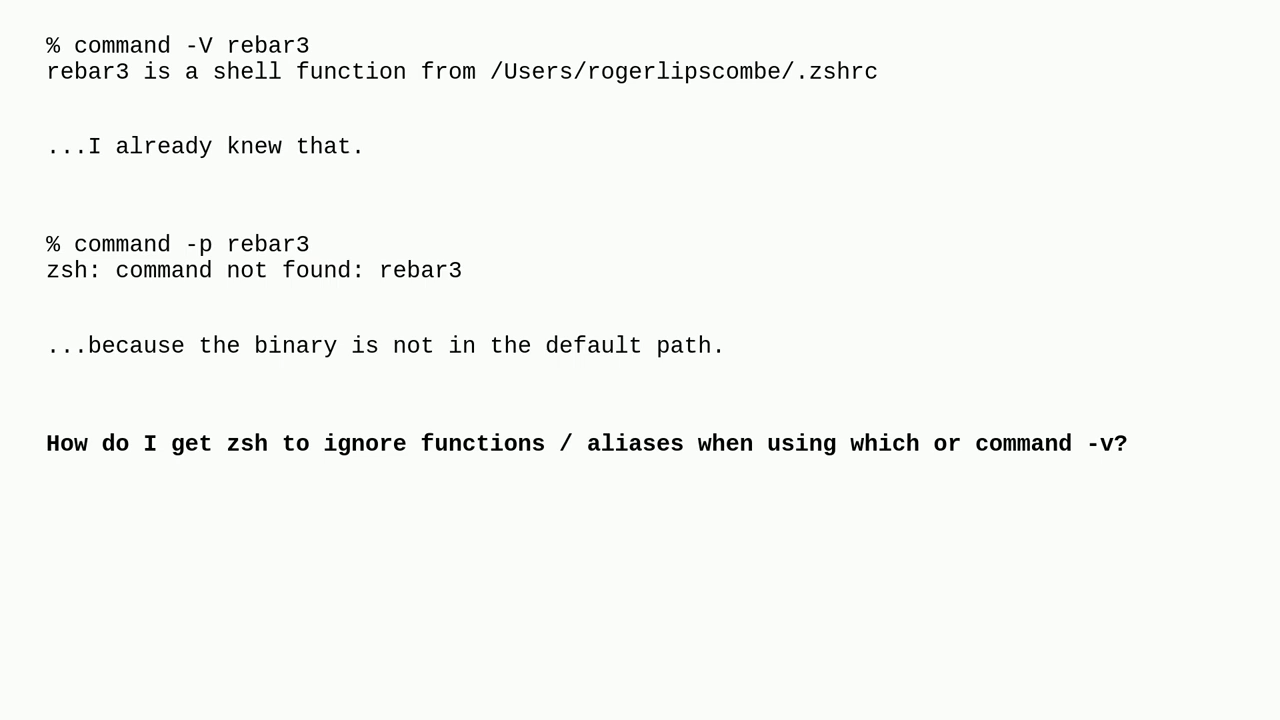 % command -V rebar3
rebar3 is a shell function from /Users/rogerlipscombe/.zshrc
...I already knew that.
% command -p rebar3
zsh: command not found: rebar3
...because the binary is not in the default path.
How do I get zsh to ignore functions / aliases when using which or command -v?